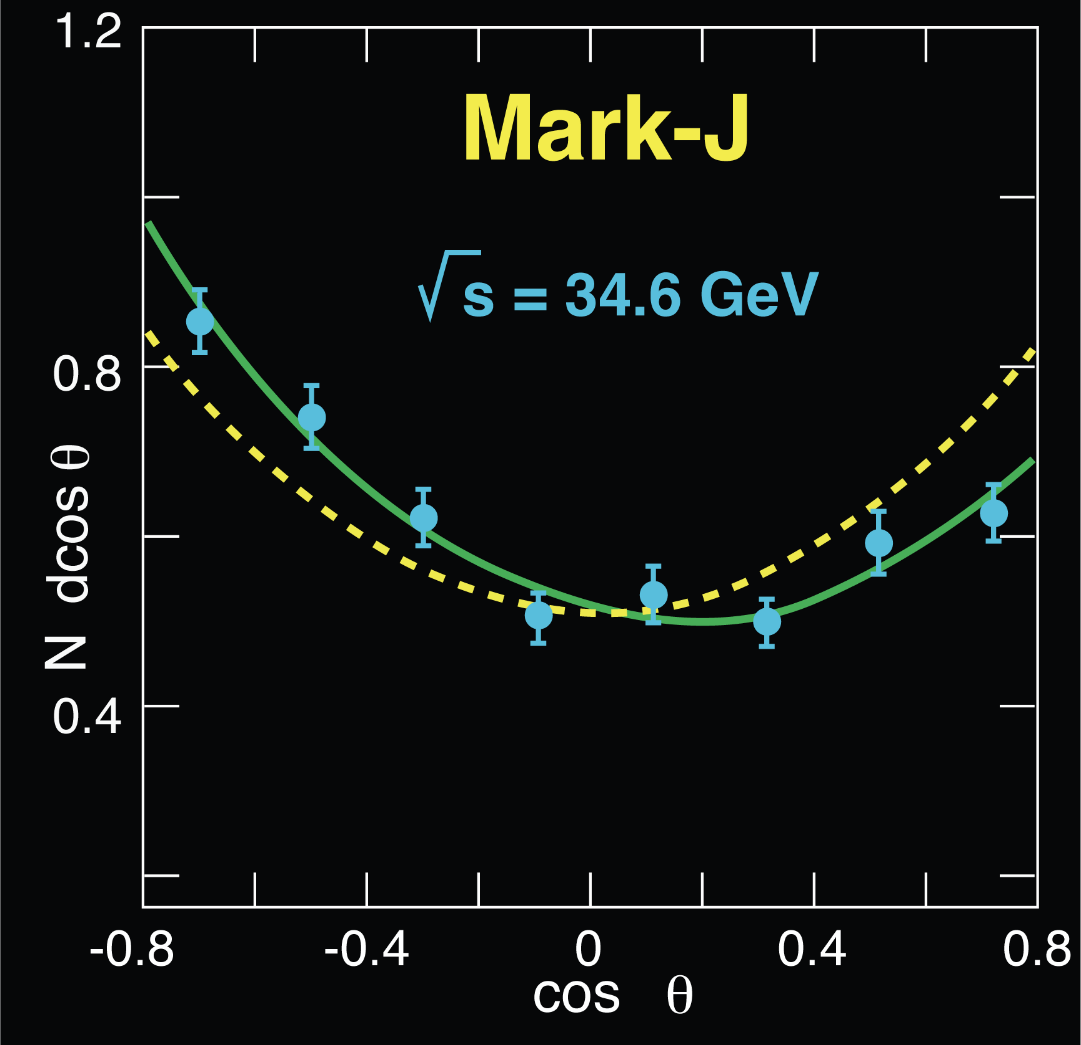 1.2
Mark-J
√s = 34.6 GeV
0.8
N dcos θ
0.4
-0.8 -0.4 0 0.4 0.8
cos θ